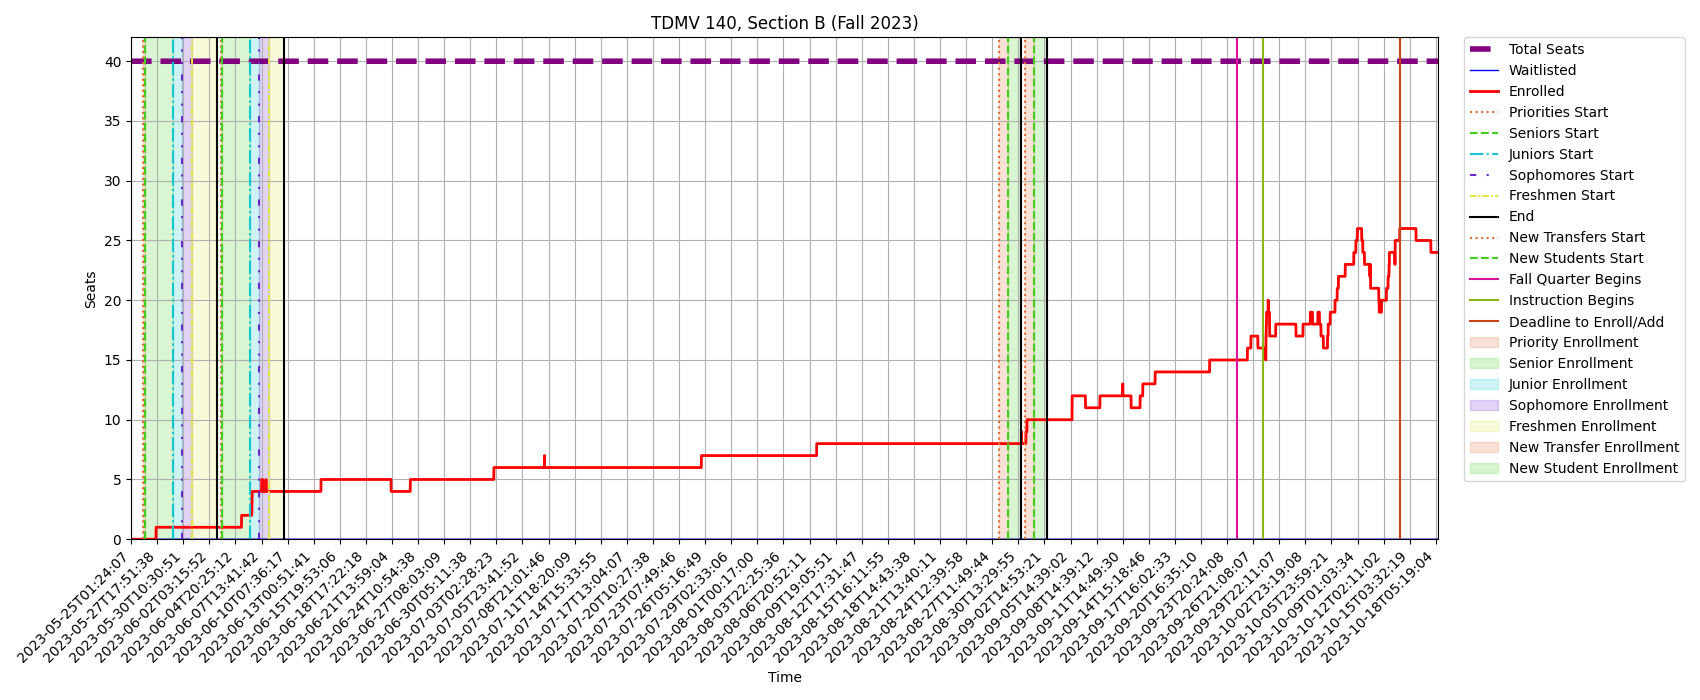 TDMV 140, Section B (Fall 2023)
Seats
40
35
30
25
20
15
10
5
0
2023-05-25T01:24:07
2023-05-27T17:51:38
2023-05-30T10:30:51
2023-06-02T03:15:52
2023-06-04T20:25:12
2023-06-07T13:41:42
2023-06-10T07:36:17
2023-06-13T00:51:41
2023-06-15T19:53:06
2023-06-18T17:22:18
2023-06-21T13:59:04
2023-06-24T10:54:38
2023-06-27T08:03:09
2023-06-30T05:11:38
2023-07-03T02:28:23
2023-07-05T23:41:52
2023-07-08T21:01:46
2023-07-11T18:20:09
2023-07-14T15:33:55
2023-07-17T13:04:07
2023-07-20T10:27:38
2023-07-23T07:49:46
2023-07-26T05:16:49
2023-07-29T02:33:06
2023-08-01T00:17:00
2023-08-03T22:25:36
2023-08-06T20:52:11
2023-08-09T19:05:51
2023-08-12T17:31:47
2023-08-15T16:11:55
2023-08-18T14:43:38
2023-08-21T13:40:11
2023-08-24T12:39:58
2023-08-27T11:49:44
2023-08-30T13:29:55
2023-09-02T14:53:21
2023-09-05T14:39:02
2023-09-08T14:39:12
2023-09-11T14:49:30
2023-09-14T15:18:46
2023-09-17T16:02:33
2023-09-20T16:35:10
2023-09-23T20:24:08
2023-09-26T21:08:07
2023-09-29T22:11:07
2023-10-02T23:19:08
2023-10-05T23:59:21
2023-10-09T01:03:34
2023-10-12T02:11:02
2023-10-15T03:32:19
2023-10-18T05:19:04
Time
Total Seats
Waitlisted
Enrolled
Priorities Start
Seniors Start
Juniors Start
Sophomores Start
Freshmen Start
End
New Transfers Start
New Students Start
Fall Quarter Begins
Instruction Begins
Deadline to Enroll/Add
Priority Enrollment
Senior Enrollment
Junior Enrollment
Sophomore Enrollment
Freshmen Enrollment
New Transfer Enrollment
New Student Enrollment